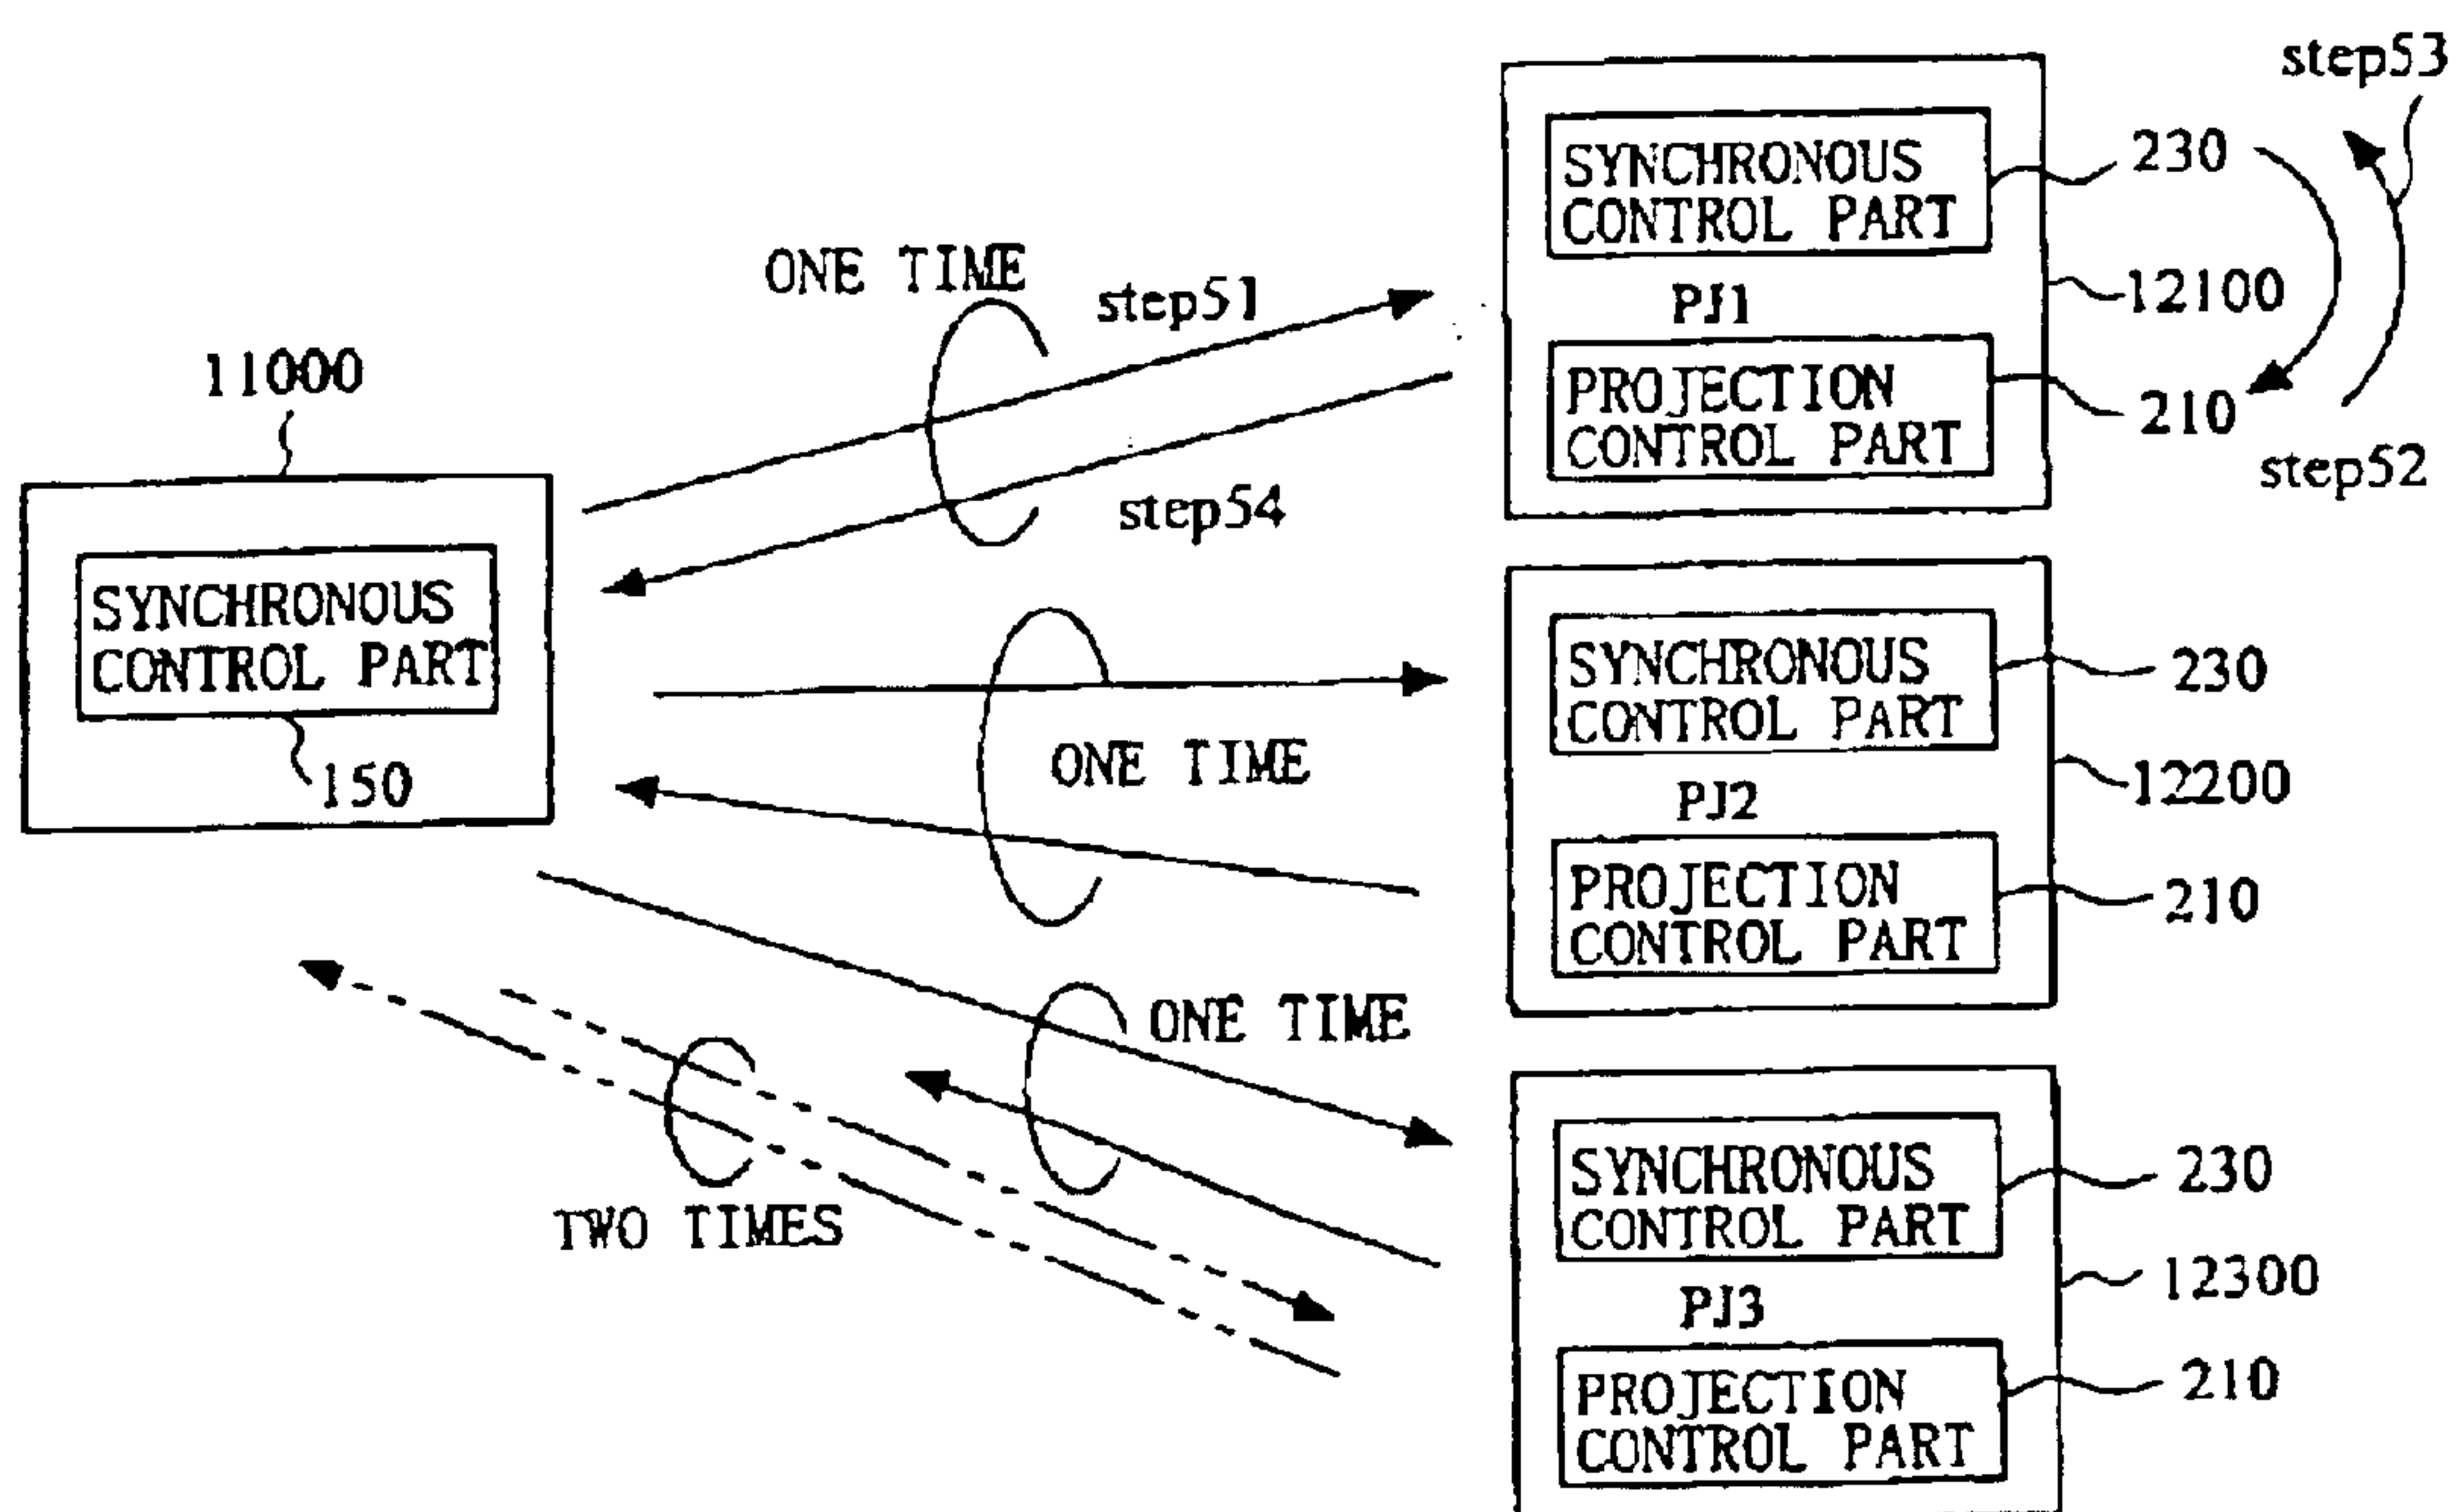 step53
SYNCHRONOUS
CONTROL PART
230
ONE TIME
step51
PJ1
12100
11000
PROJECTION
CONTROL PART
210
step52
step54
SYNCHRONOUS
CONTROL PART
150
SYNCHRONOUS
CONTROL PART
230
ONE TIME
PJ2
12200
PROJECTION
CONTROL PART
210
ONE TIME
TWO TIMES
SYNCHRONOUS
CONTROL PART
230
PJ3
12300
PROJECTION
CONTROL PART
210